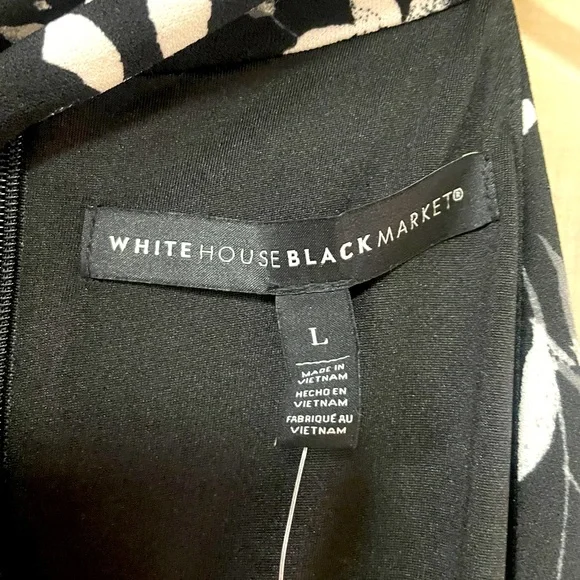 WHITE HOUSE BLACK MARKET®
L
MADE IN
VIETNAM
HECHO EN
VIETNAM
FABRIQUÉ AU
VIETNAM